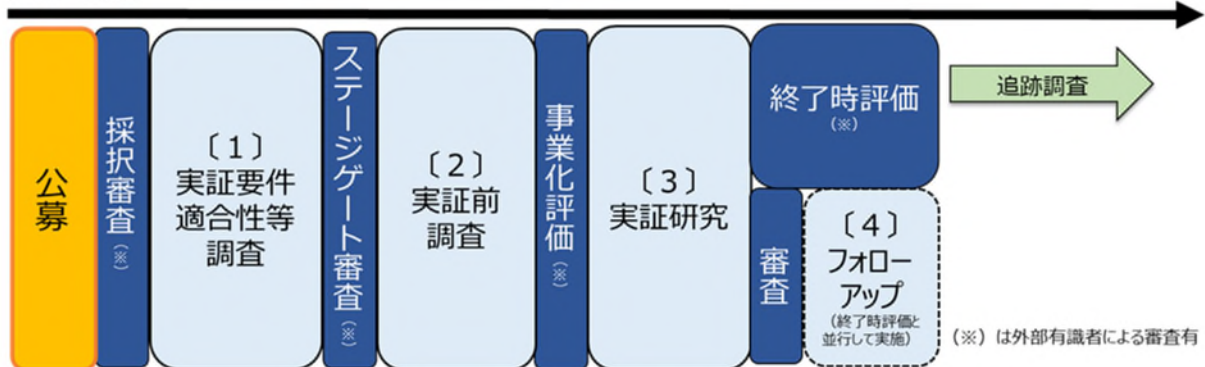 公募
採択審査
（※）
〔１〕
実証要件
適合性等
調査
ステージゲート審査
（※）
〔２〕
実証前
調査
事業化評価
（※）
〔３〕
実証研究
終了時評価
（※）
審査
〔４〕
フォロー
アップ
（終了時評価と
並行して実施）
追跡調査
（※）は外部有識者による審査有